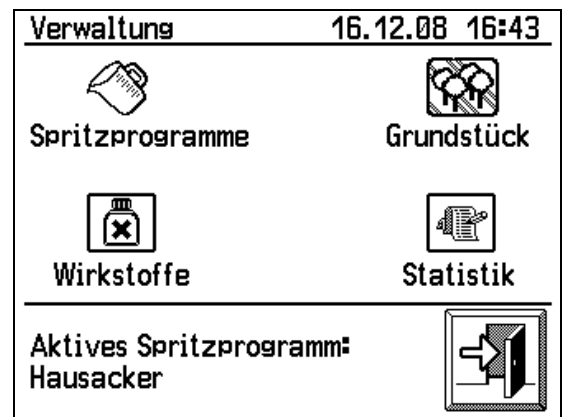 Verwaltung 16.12.08 16:43
Spritzprogramme Grundstück
Wirkstoffe Statistik
Aktives Spritzprogramm:
Hausacker